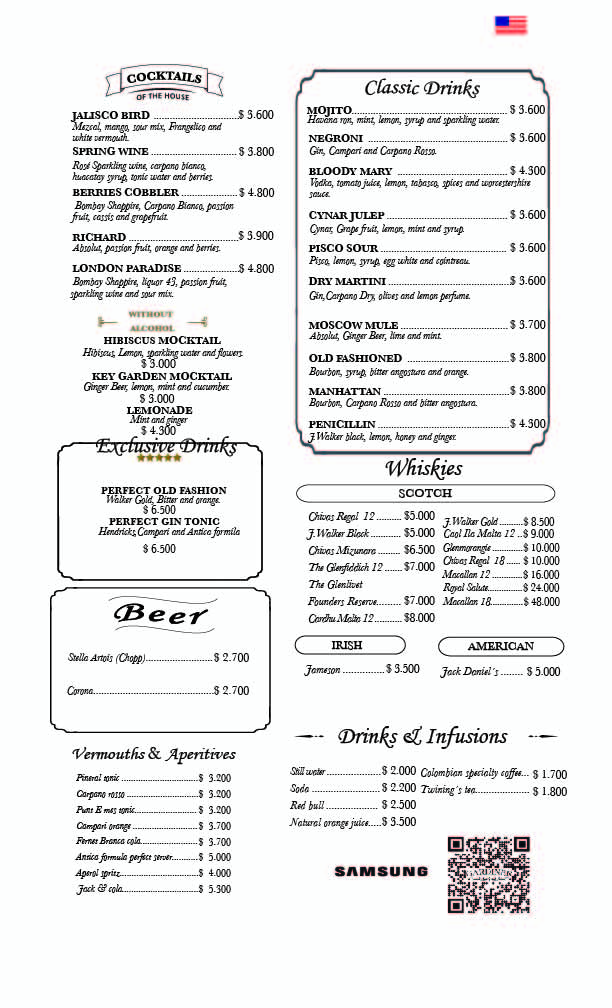 COCKTAILS
OF THE HOUSE
JALISCO BIRD ........................$ 3.600
Mezcal, mango, sour mix, Frangelico and
white vermouth.
SPRING WINE ........................ $ 3.800
Rosé Sparkling wine, carpano bianco,
huacatay syrup, tonic water and berries.
BERRIES COBBLER ................ $ 4.800
Bombay Shappire, Carpano Bianco, passion
fruit, cassis and grapefruit.
RICHARD ...............................$ 3.900
Absolut, passion fruit, orange and berries.
LONDON PARADISE ................$ 4.800
Bombay Shappire, liquor 43, passion fruit,
sparkling wine and sour mix.
WITHOUT
ALCOHOL
HIBISCUS MOCKTAIL
Hibiscus, Lemon, sparkling water and flowers.
$ 3.000
KEY GARDEN MOCKTAIL
Ginger Beer, lemon, mint and cucumber.
$ 3.000
LEMONADE
Mint and ginger
$ 4.300
Exclusive Drinks
PERFECT OLD FASHION
Walker Gold, Bitter and orange.
$ 6.500
PERFECT GIN TONIC
Hendricks,Campari and Antica formila
$ 6.500
Beer
Stella Artois (Chopp)........................$ 2.700
Corona...........................................$ 2.700
Vermouths & Aperitives
Pineral tonic ..............................$ 3.200
Carpano rosso ...........................$ 3.200
Punt E mes tonic........................$ 3.200
Campari orange .........................$ 3.700
Fernet Branca cola......................$ 3.700
Antica formula perfect server..........$ 5.000
Aperol spritz..............................$ 4.000
Jack & cola................................$ 5.300
Classic Drinks
MOJITO................................................ $ 3.600
Havana ron, mint, lemon, syrup and sparkling water.
NEGRONI ............................................. $ 3.600
Gin, Campari and Carpano Rosso.
BLOODY MARY ................................... $ 4.300
Vodka, tomato juice, lemon, tabasco, spices and worcestershire
sauce.
CYNAR JULEP ..................................... $ 3.600
Cynar, Grape fruit, lemon, mint and syrup.
PISCO SOUR ....................................... $ 3.600
Pisco, lemon, syrup, egg white and cointreau.
DRY MARTINI ..................................... $ 3.600
Gin,Carpano Dry, olives and lemon perfume.
MOSCOW MULE ................................. $ 3.700
Absolut, Ginger Beer, lime and mint.
OLD FASHIONED ................................ $ 3.800
Bourbon, syrup, bitter angostura and orange.
MANHATTAN ...................................... $ 3.800
Bourbon, Carpano Rosso and bitter angostura.
PENICILLIN ........................................$ 4.300
J.Walker black, lemon, honey and ginger.
Whiskies
SCOTCH
Chivas Regal 12 .......... $5.000
J.Walker Black ............ $5.000
Chivas Mizunara ......... $6.500
The Glenfiddich 12 ...... $7.000
The Glenlivet
Founders Reserve......... $7.000
Cardhu Malta 12........... $8.000
J.Walker Gold ..........$ 8.500
Caol Ila Malta 12 ..$ 9.000
Glenmorangie .............$ 10.000
Chivas Regal 18 ...... $ 10.000
Macallan 12 .............$ 16.000
Royal Salute...............$ 24.000
Macallan 18.............$ 48.000
IRISH
Jameson ................$ 3.500
AMERICAN
Jack Daniel´s ........ $ 5.000
Drinks & Infusions
Still water .....................$ 2.000
Soda ...........................$ 2.200
Red bull .................... $ 2.500
Natural orange juice.....$ 3.500
Colombian specialty coffee... $ 1.700
Twining´s tea..................... $ 1.800
SAMSUNG